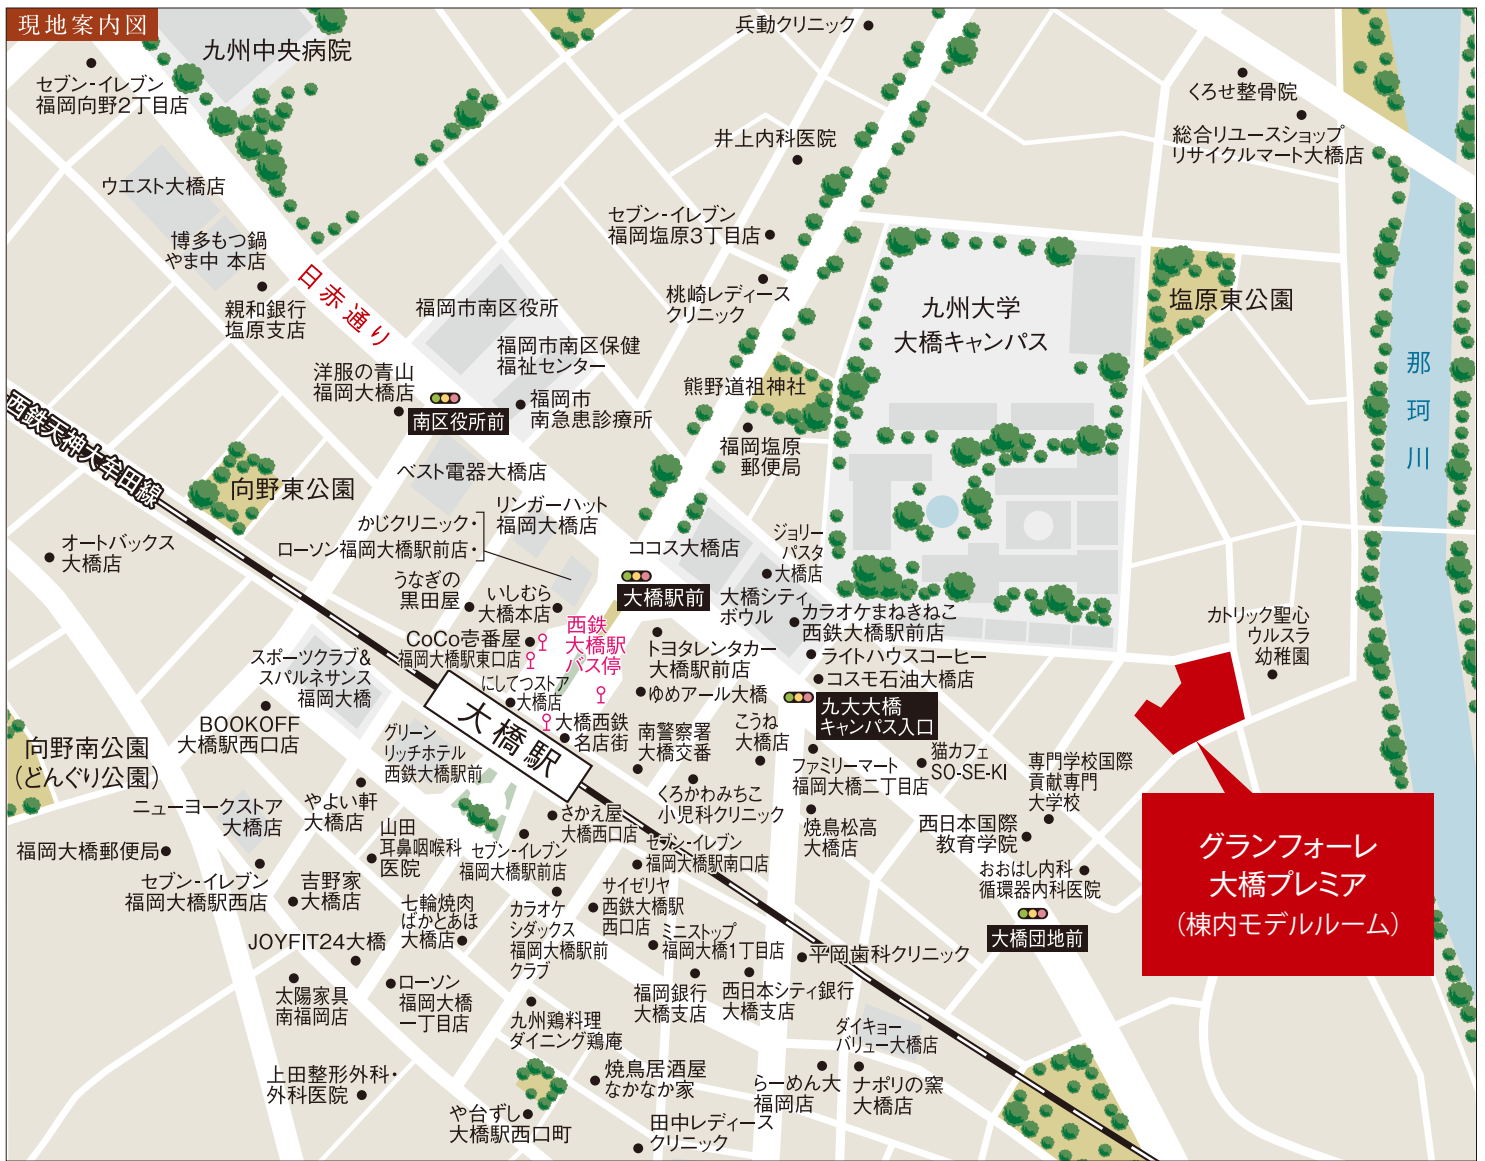 現地案内図
九州中央病院
セブン-イレブン
福岡向野2丁目店
兵動クリニック
くろせ整骨院
総合リユースショップ
リサイクルマート大橋店
井上内科医院
ウエスト大橋店
博多もつ鍋
やま中 本店
親和銀行
塩原支店
日赤通り
福岡市南区役所
福岡市南区保健
福祉センター
福岡市
南急患診療所
洋服の青山
福岡大橋店
南区役所前
セブン-イレブン
福岡塩原3丁目店
桃崎レディース
クリニック
九州大学
大橋キャンパス
塩原東公園
那珂川
熊野道祖神社
福岡塩原
郵便局
西鉄天神大牟田線
向野東公園
ベスト電器大橋店
リンガーハット
福岡大橋店
かじクリニック・
ローソン福岡大橋駅前店・
オートバックス
大橋店
うなぎの
黒田屋
いしむら
大橋本店
ココス大橋店
ジョリー
パスタ
大橋店
大橋駅前
大橋シティ
ボウル
カラオケまねきねこ
西鉄大橋駅前店
CoCo壱番屋
福岡大橋駅東口店
西鉄
大橋駅
バス停
トヨタレンタカー
大橋駅前店
ライトハウスコーヒー
コスモ石油大橋店
カトリック聖心
ウルスラ
幼稚園
スポーツクラブ&
スパルネサンス
福岡大橋
にしてつストア
大橋店
ゆめアール大橋
九大大橋
キャンパス入口
BOOKOFF
大橋駅西口店
大橋駅
大橋西鉄
名店街
南警察署
大橋交番
こうね
大橋店
グリーン
リッチホテル
西鉄大橋駅前
向野南公園
(どんぐり公園)
ファミリーマート
福岡大橋二丁目店
猫カフェ
SO-SE-KI
専門学校国際
貢献専門
大学校
ニューヨークストア
大橋店
やよい軒
大橋店
くろかわみちこ
小児科クリニック
さかえ屋
大橋西口店
焼鳥松高
大橋店
西日本国際
教育学院
山田
耳鼻咽喉科
医院
福岡大橋郵便局
セブン-イレブン
福岡大橋駅前店
セブン-イレブン
福岡大橋駅南口店
おおはし内科
循環器内科医院
グランフォーレ
大橋プレミア
(棟内モデルルーム)
セブン-イレブン
福岡大橋駅西店
吉野家
大橋店
七輪焼肉
ばかとあほ
大橋店
カラオケ
シダックス
福岡大橋駅前
クラブ
サイゼリヤ
西鉄大橋駅
西口店
ミニストップ
福岡大橋1丁目店
大橋団地前
平岡歯科クリニック
JOYFIT24大橋
太陽家具
南福岡店
ローソン
福岡大橋
一丁目店
福岡銀行
大橋支店
西日本シティ銀行
大橋支店
九州鶏料理
ダイニング鶏庵
ダイキョー
バリュー大橋店
上田整形外科・
外科医院
焼鳥居酒屋
なかなか家
らーめん大
福岡店
ナポリの窯
大橋店
や台ずし
大橋駅西口町
田中レディース
クリニック